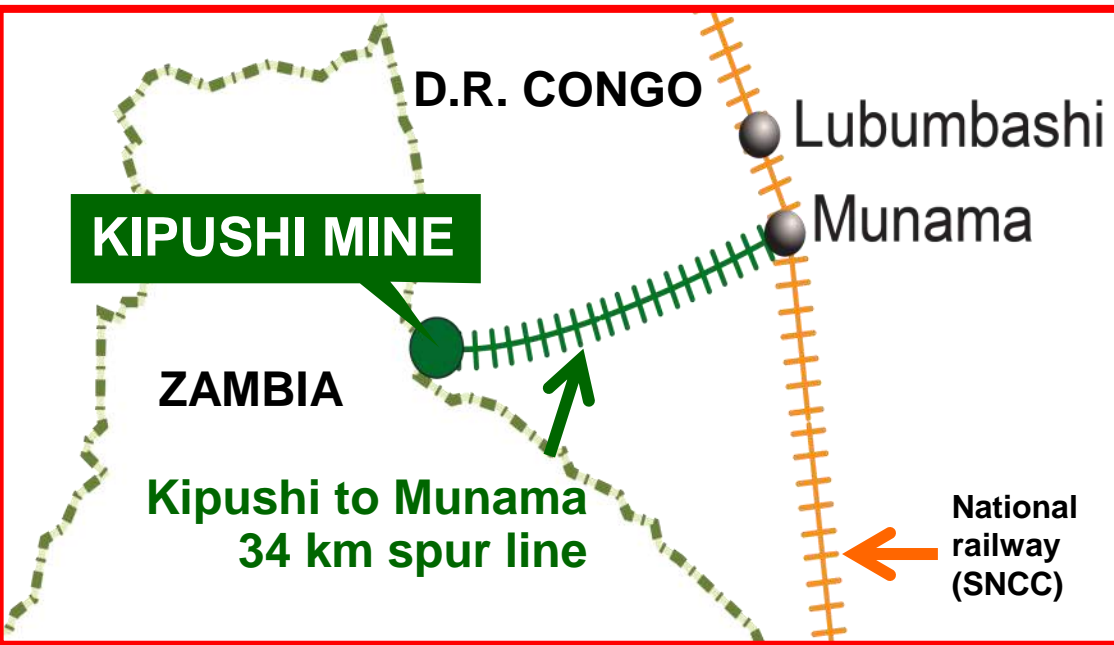 D.R. CONGO
Lubumbashi
Munama
KIPUSHI MINE
ZAMBIA
Kipushi to Munama
34 km spur line
National
railway
(SNCC)